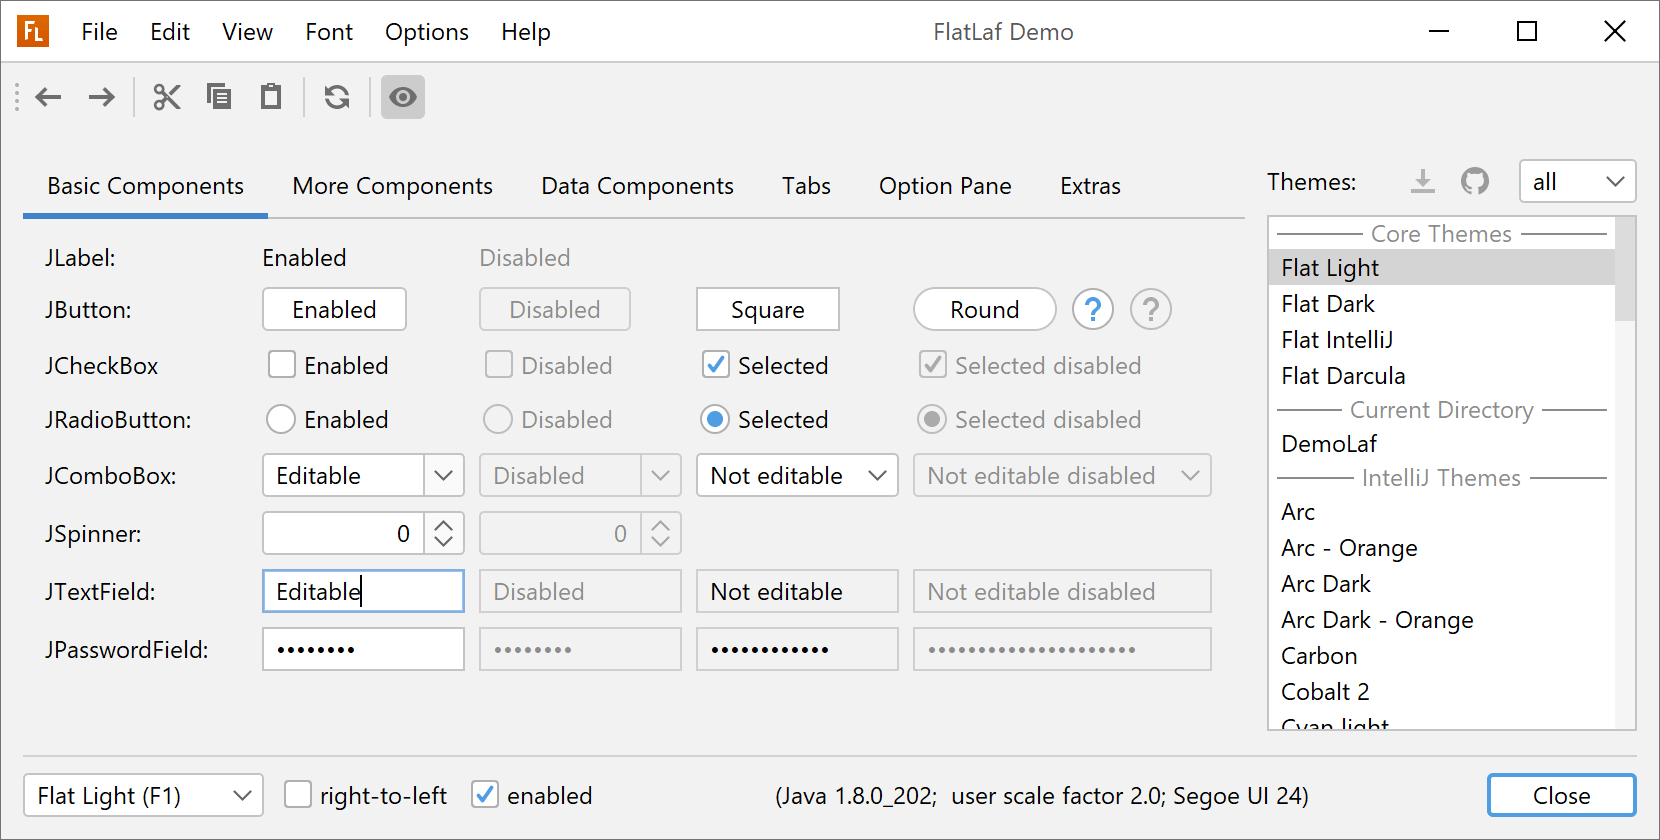 FL File Edit View Font Options Help FlatLaf Demo
Basic Components More Components Data Components Tabs Option Pane Extras
JLabel: Enabled Disabled
JButton: Enabled Disabled Square Round ? ?
JCheckBox Enabled Disabled Selected Selected disabled
JRadioButton: Enabled Disabled Selected Selected disabled
JComboBox: Editable Disabled Not editable Not editable disabled
JSpinner: 0 0
JTextField: Editable Disabled Not editable Not editable disabled
JPasswordField: •••••••• •••••••• •••••••••••• ••••••••••••••••••••
Themes: all
Core Themes
Flat Light
Flat Dark
Flat IntelliJ
Flat Darcula
Current Directory
DemoLaf
IntelliJ Themes
Arc
Arc - Orange
Arc Dark
Arc Dark - Orange
Carbon
Cobalt 2
Cyan light
Flat Light (F1) right-to-left enabled (Java 1.8.0_202; user scale factor 2.0; Segoe UI 24) Close